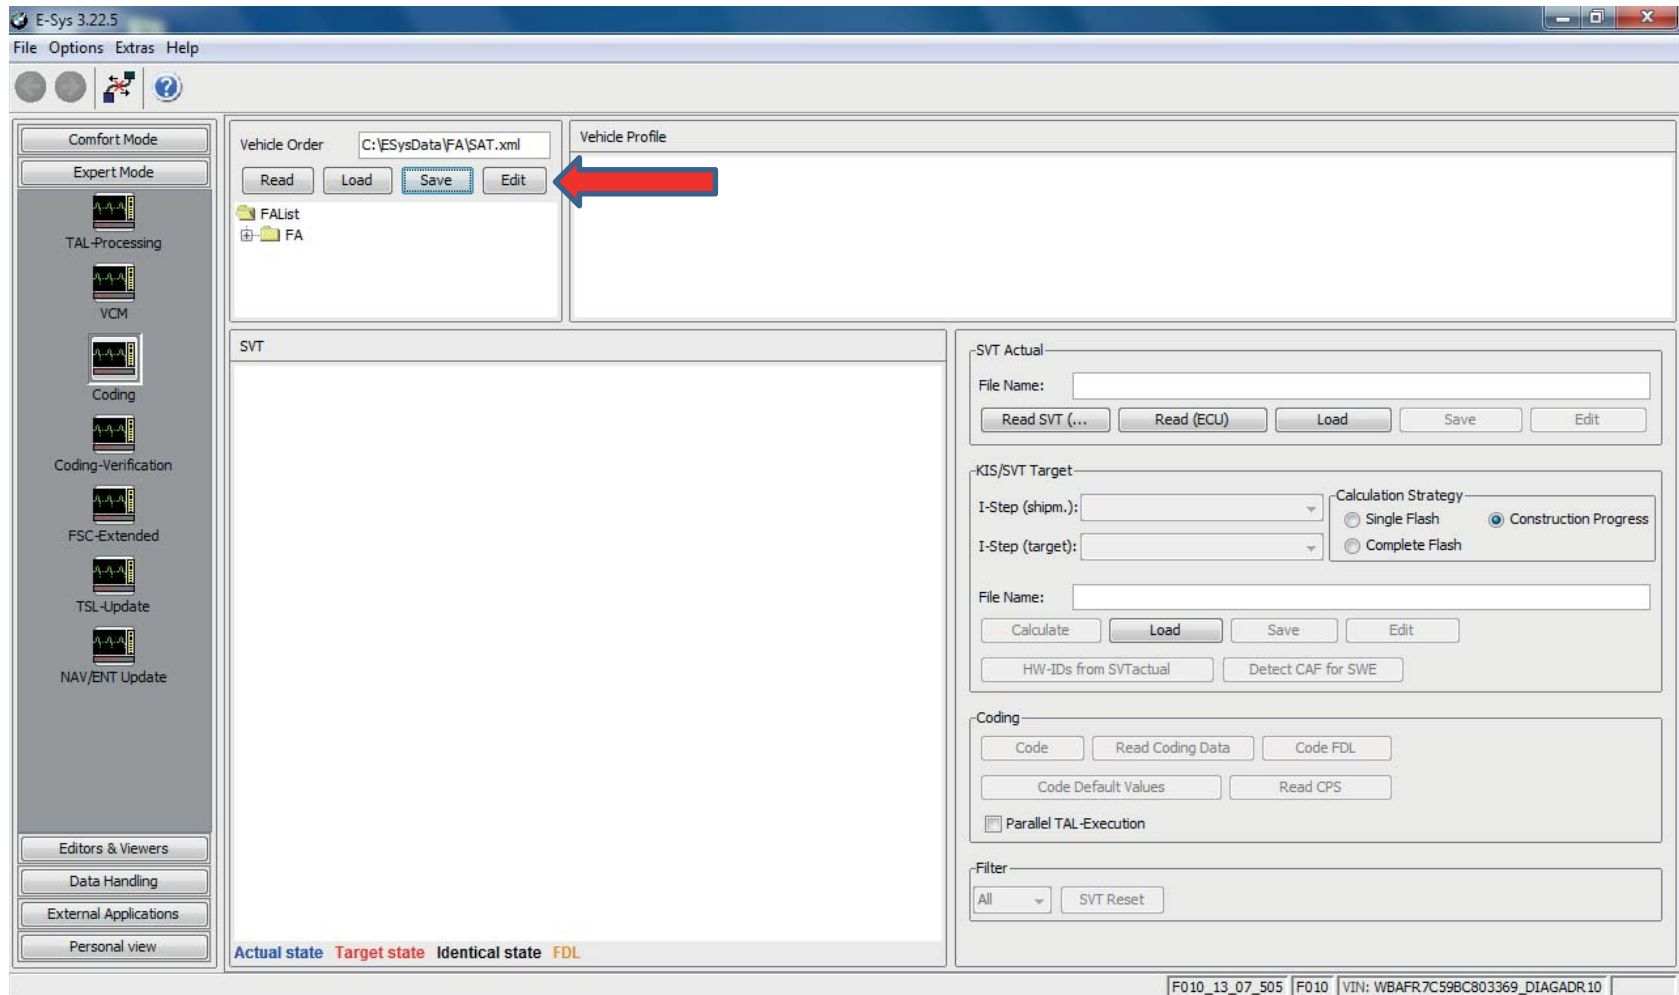 E-Sys 3.22.5
File Options Extras Help
Comfort Mode
Expert Mode
TAL-Processing
VCM
Coding
Coding-Verification
FSC-Extended
TSL-Update
NAV/ENT Update
Editors & Viewers
Data Handling
External Applications
Personal view
Vehicle Order C:\ESysData\FA\SAT.xml
Read Load Save Edit
FAList
FA
Vehicle Profile
SVT
Actual state Target state Identical state FDL
SVT Actual
File Name:
Read SVT (... Read (ECU) Load Save Edit
KIS/SVT Target
I-Step (shipm.):
I-Step (target):
Calculation Strategy
Single Flash Construction Progress
Complete Flash
File Name:
Calculate Load Save Edit
HW-IDs from SVTactual Detect CAF for SWE
Coding
Code Read Coding Data Code FDL
Code Default Values Read CPS
Parallel TAL-Execution
Filter
All SVT Reset
F010_13_07_505 F010 VIN: WBAFR7C59BC803369_DIAGADR10